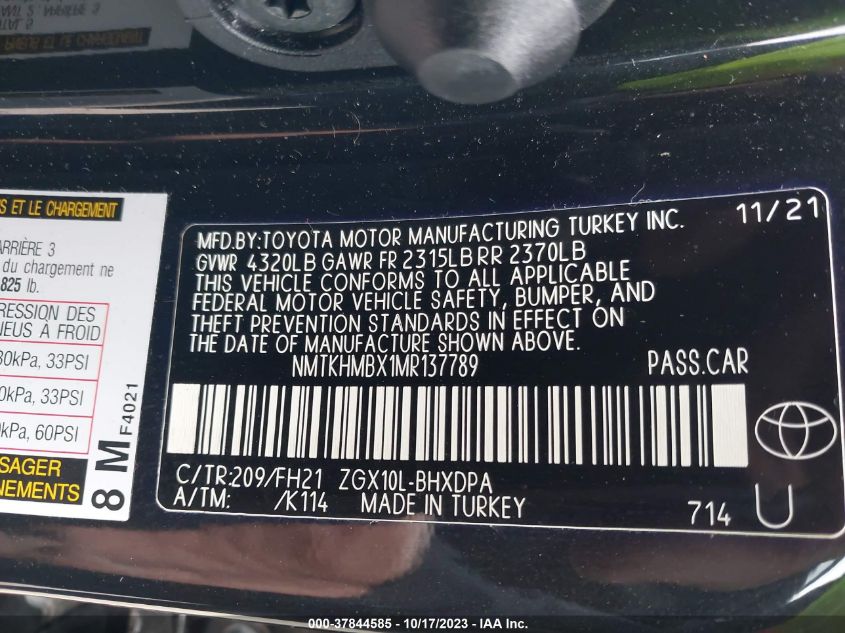 S ET LE CHARGEMENT
ARRIÈRE 3
du chargement ne
825 lb.
PRESSION DES
PNEUS À FROID
30kPa, 33PSI
0kPa, 33PSI
0kPa, 60PSI
SAGER
NEMENTS
8 M F4021
11/21
MFD.BY:TOYOTA MOTOR MANUFACTURING TURKEY INC.
GVWR 4320LB GAWR FR 2315LB RR 2370LB
THIS VEHICLE CONFORMS TO ALL APPLICABLE
FEDERAL MOTOR VEHICLE SAFETY, BUMPER, AND
THEFT PREVENTION STANDARDS IN EFFECT ON
THE DATE OF MANUFACTURE SHOWN ABOVE.
NMTKHMBX1MR137789 PASS.CAR
C/TR:209/FH21 ZGX10L-BHXDPA
A/TM: /K114 MADE IN TURKEY
714 U
000-37844585 - 10/17/2023 - IAA Inc.